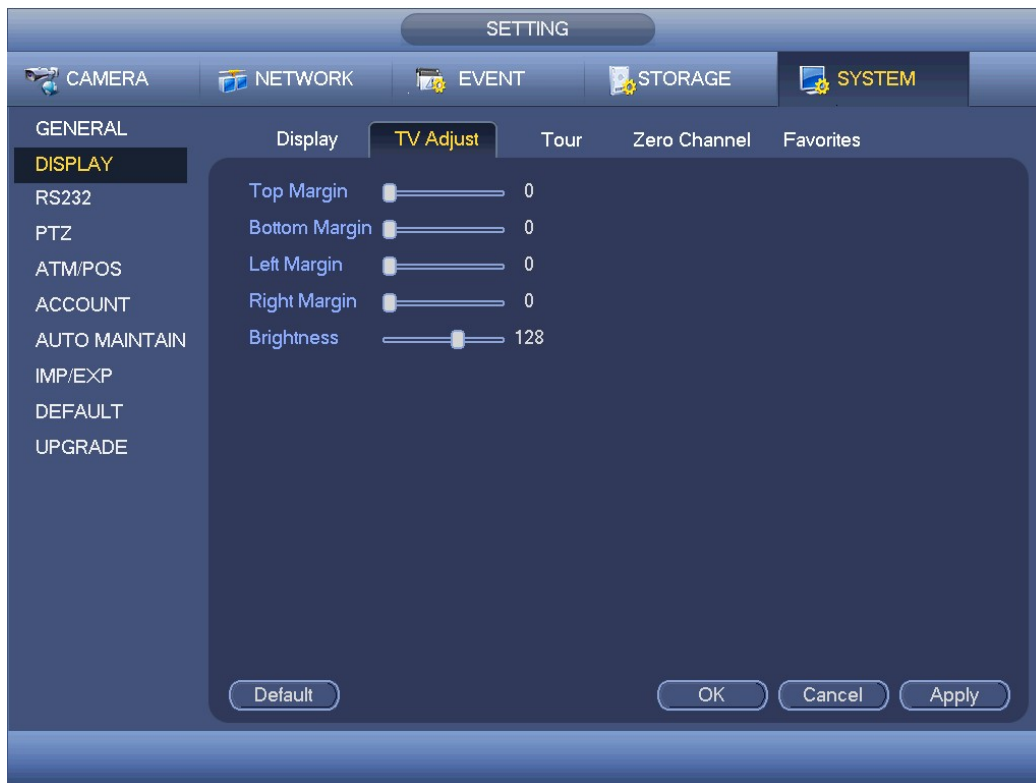 SETTING
CAMERA NETWORK EVENT STORAGE SYSTEM
GENERAL
DISPLAY
RS232
PTZ
ATM/POS
ACCOUNT
AUTO MAINTAIN
IMP/EXP
DEFAULT
UPGRADE
Display TV Adjust Tour Zero Channel Favorites
Top Margin 0
Bottom Margin 0
Left Margin 0
Right Margin 0
Brightness 128
Default OK Cancel Apply